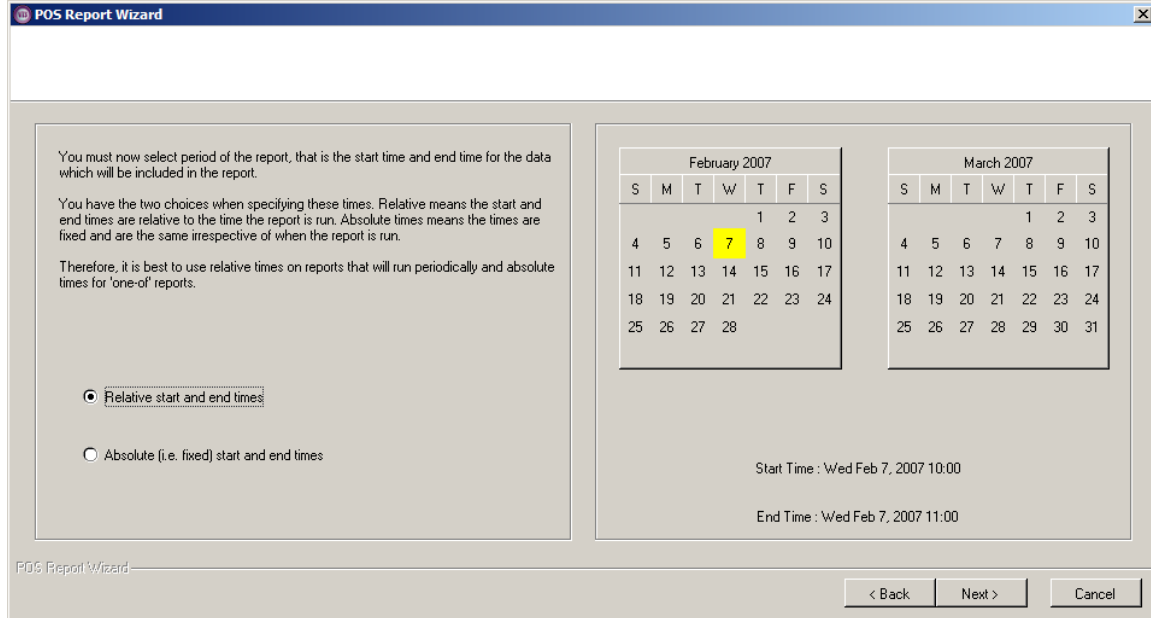 POS Report Wizard
You must now select period of the report, that is the start time and end time for the data
which will be included in the report.
You have the two choices when specifying these times. Relative means the start and
end times are relative to the time the report is run. Absolute times means the times are
fixed and are the same irrespective of when the report is run.
Therefore, it is best to use relative times on reports that will run periodically and absolute
times for 'one-of' reports.
Relative start and end times
Absolute (i.e. fixed) start and end times
February 2007
S M T W T F S
1 2 3
4 5 6 7 8 9 10
11 12 13 14 15 16 17
18 19 20 21 22 23 24
25 26 27 28
March 2007
S M T W T F S
1 2 3
4 5 6 7 8 9 10
11 12 13 14 15 16 17
18 19 20 21 22 23 24
25 26 27 28 29 30 31
Start Time : Wed Feb 7, 2007 10:00
End Time : Wed Feb 7, 2007 11:00
POS Report Wizard
< Back
Next >
Cancel